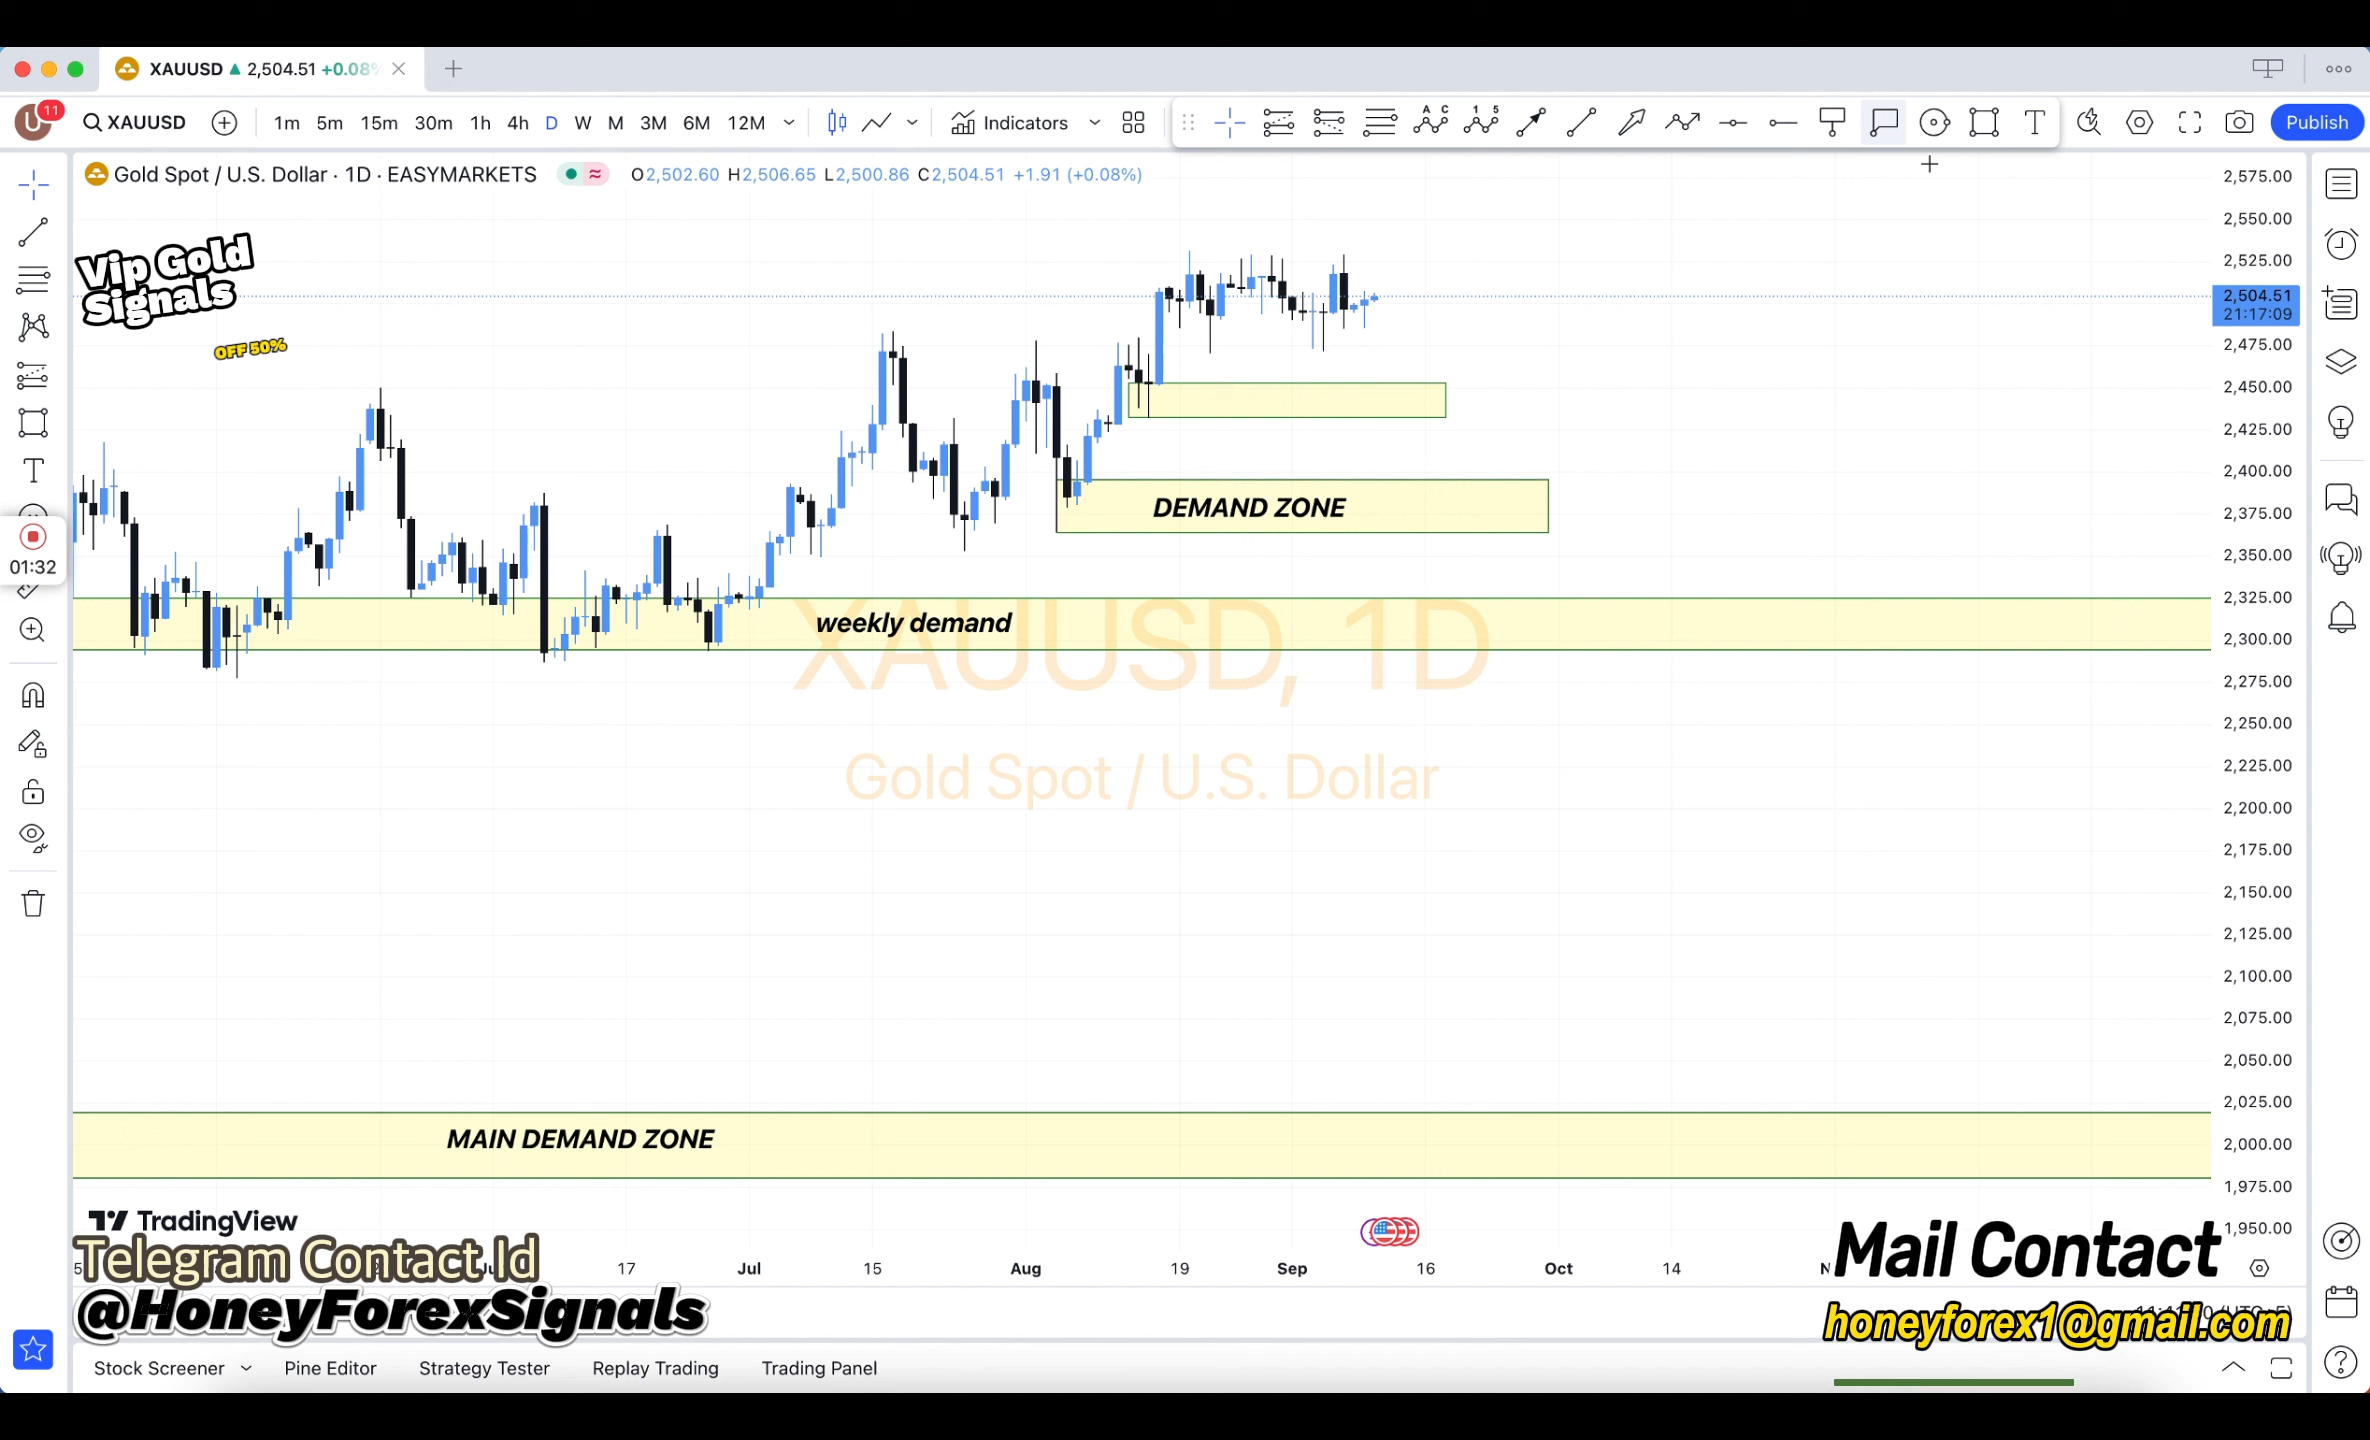 XAUUSD ▲ 2,504.51 +0.08%
U 11 XAUUSD 1m 5m 15m 30m 1h 4h D W M 3M 6M 12M Indicators Publish
Gold Spot / U.S. Dollar · 1D · EASYMARKETS O2,502.60 H2,506.65 L2,500.86 C2,504.51 +1.91 (+0.08%)
Vip Gold
Signals
OFF 50%
01:32
2,575.00
2,550.00
2,525.00
2,504.51
21:17:09
2,475.00
2,450.00
2,425.00
2,400.00
2,375.00
2,350.00
2,325.00
2,300.00
2,275.00
2,250.00
2,225.00
2,200.00
2,175.00
2,150.00
2,125.00
2,100.00
2,075.00
2,050.00
2,025.00
2,000.00
1,975.00
1,950.00
DEMAND ZONE
weekly demand
XAUUSD, 1D
Gold Spot / U.S. Dollar
MAIN DEMAND ZONE
TradingView
17 Jul 15 Aug 19 Sep 16 Oct 14
Telegram Contact Id
@HoneyForexSignals
Mail Contact
honeyforex1@gmail.com
Stock Screener Pine Editor Strategy Tester Replay Trading Trading Panel